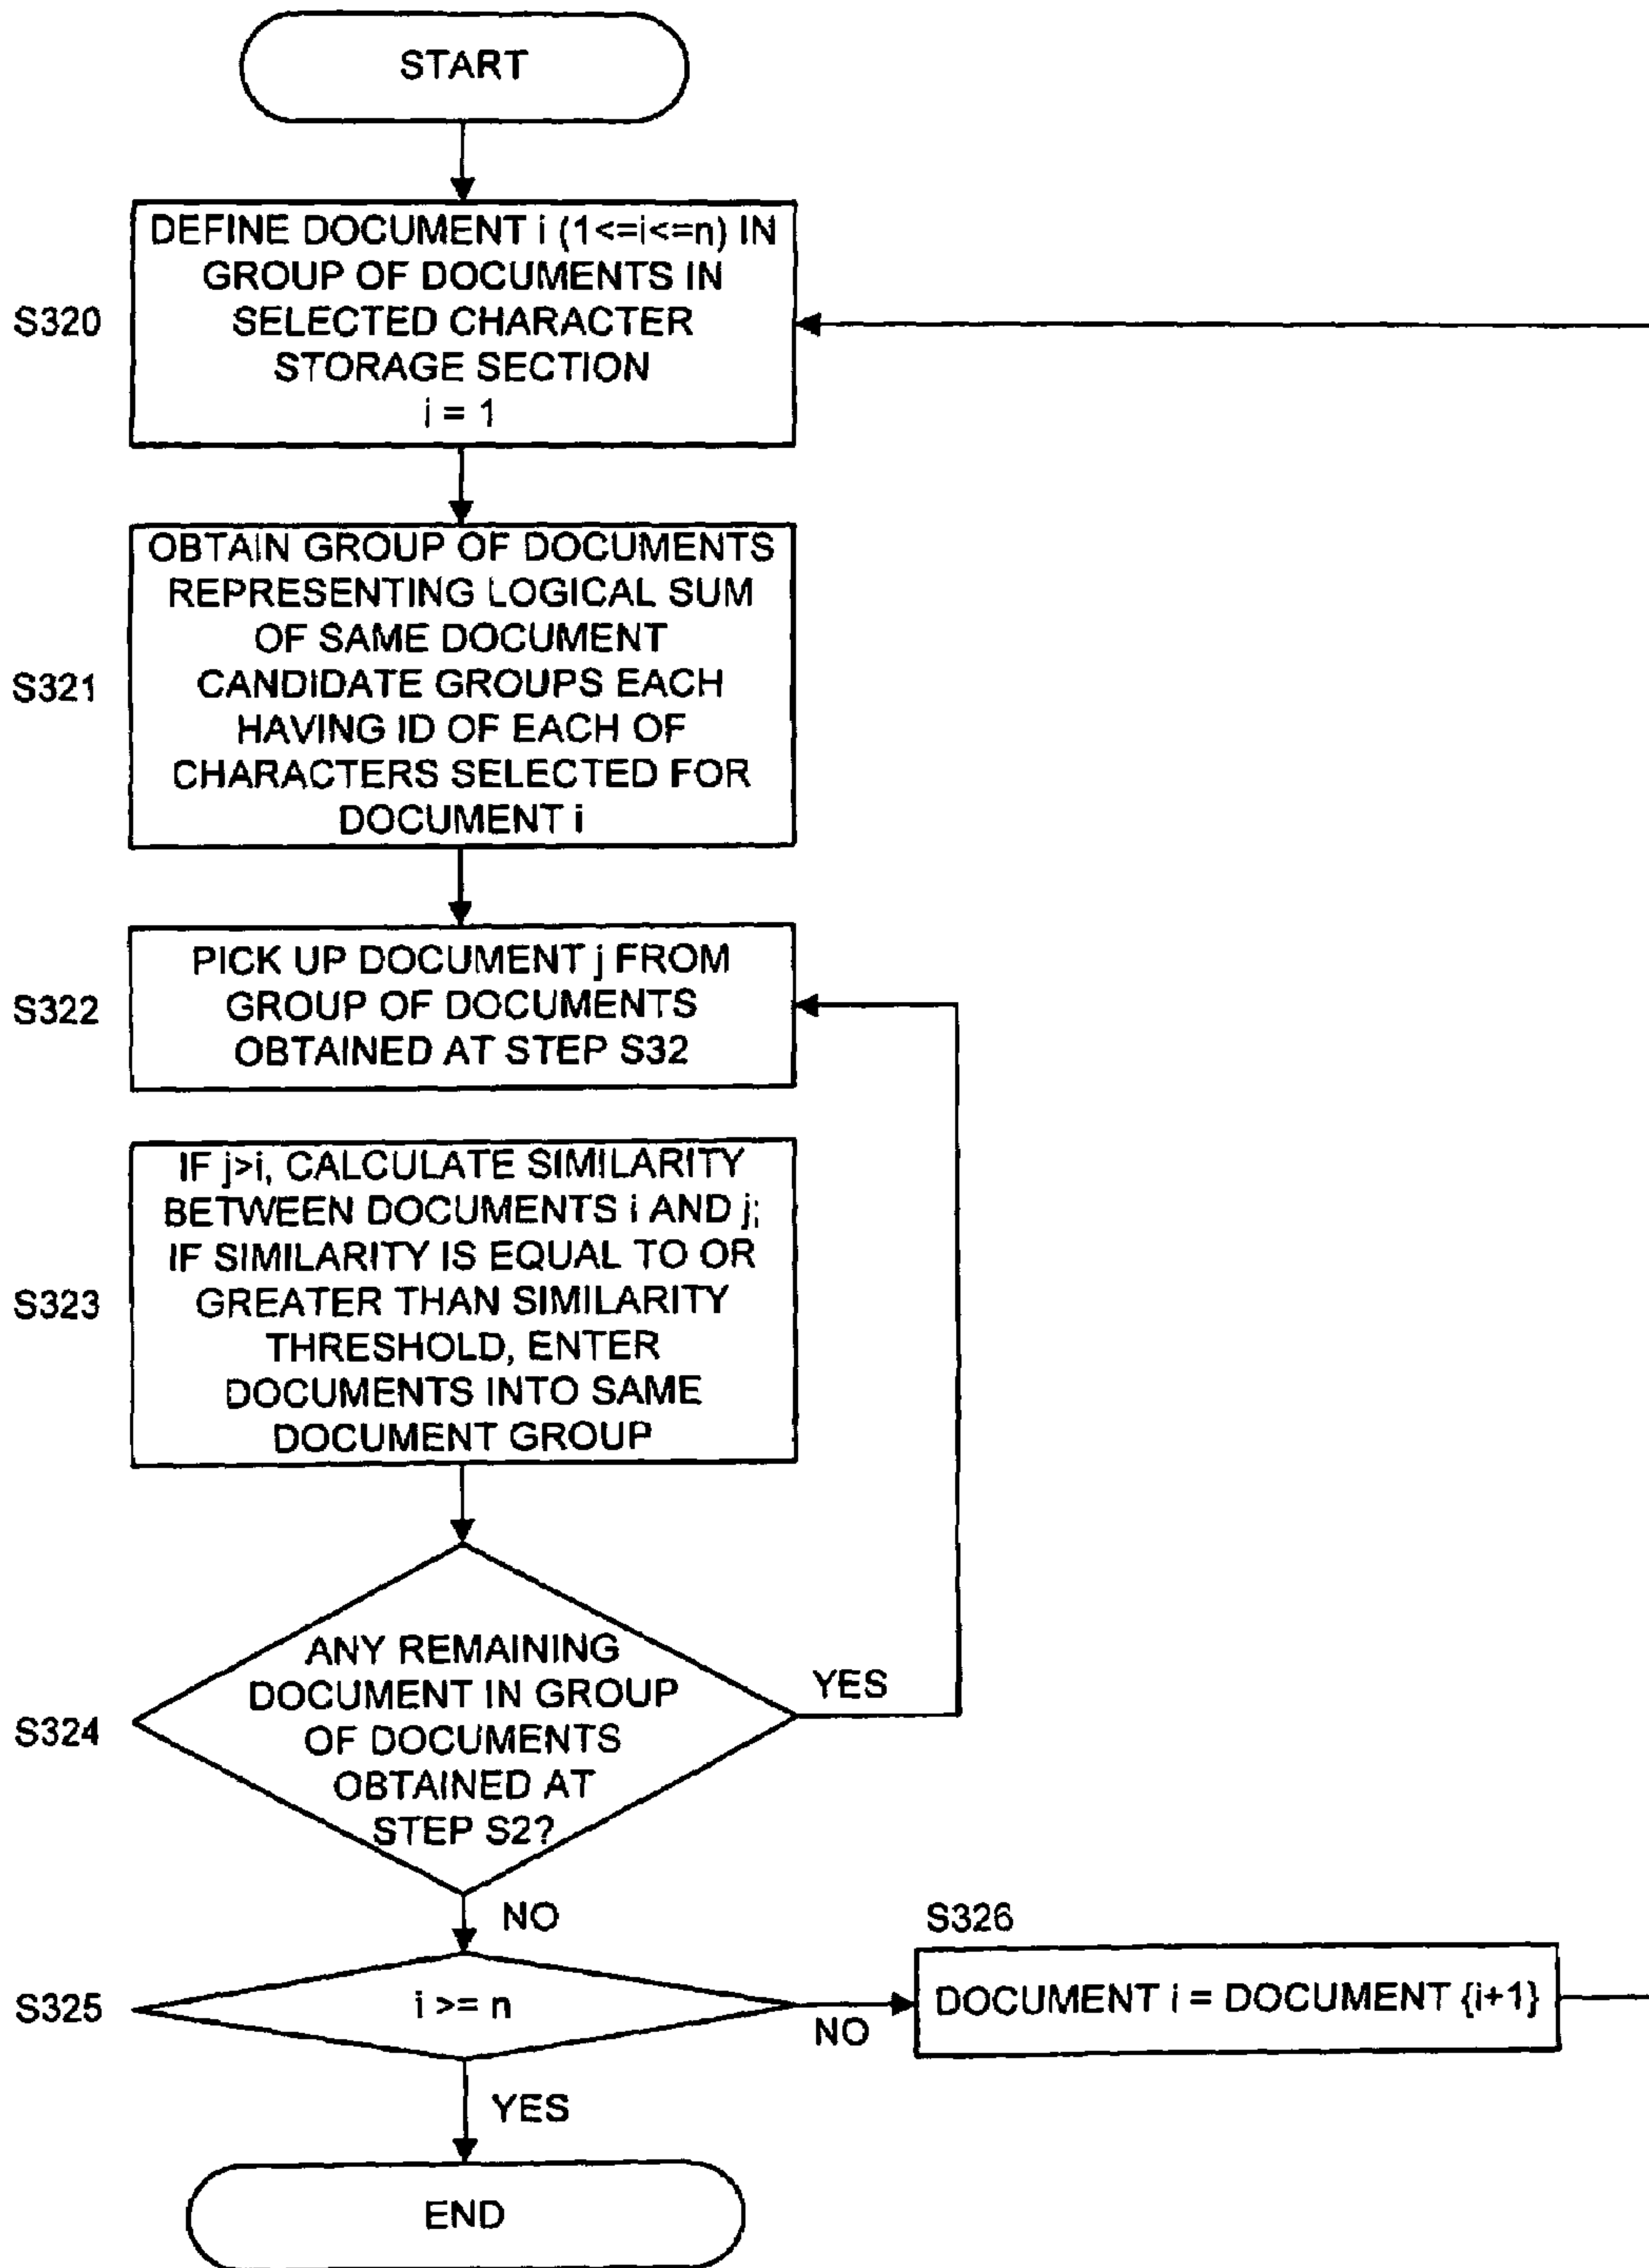 START
DEFINE DOCUMENT i (1<=i<=n) IN
GROUP OF DOCUMENTS IN
SELECTED CHARACTER
STORAGE SECTION
i = 1
S320
OBTAIN GROUP OF DOCUMENTS
REPRESENTING LOGICAL SUM
OF SAME DOCUMENT
CANDIDATE GROUPS EACH
HAVING ID OF EACH OF
CHARACTERS SELECTED FOR
DOCUMENT i
S321
PICK UP DOCUMENT j FROM
GROUP OF DOCUMENTS
OBTAINED AT STEP S32
S322
IF j>i, CALCULATE SIMILARITY
BETWEEN DOCUMENTS i AND j;
IF SIMILARITY IS EQUAL TO OR
GREATER THAN SIMILARITY
THRESHOLD, ENTER
DOCUMENTS INTO SAME
DOCUMENT GROUP
S323
ANY REMAINING
DOCUMENT IN GROUP
OF DOCUMENTS
OBTAINED AT
STEP S2?
S324
YES
NO
S325
i >= n
NO
S326
DOCUMENT i = DOCUMENT {i+1}
YES
END